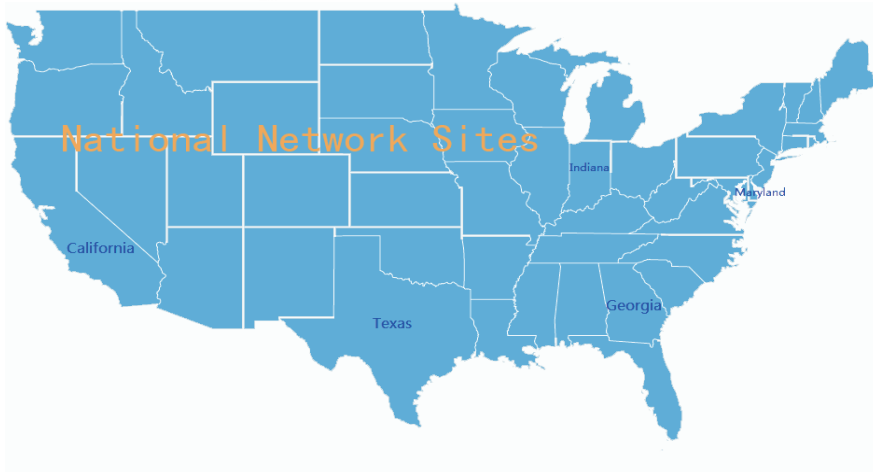 National Network Sites
Indiana
Maryland
California
Georgia
Texas